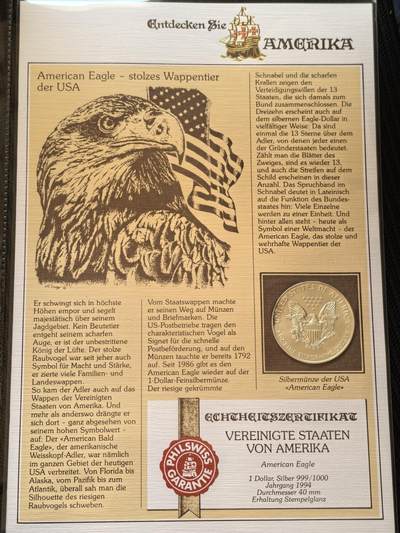 Entdecken Sie
AMERIKA
American Eagle – stolzes Wappentier
der USA
Er schwingt sich in höchste
Höhen empor und segelt
majestätisch über seinem
Jagdgebiet. Kein Beutetier
entgeht seinem scharfen
Auge, er ist der unbestrittene
König der Lüfte. Der stolze
Raubvogel war seit jeher auch
Symbol für Macht und Stärke,
er zierte viele Familien- und
Landeswappen.
So kam der Adler auch auf das
Wappen der Vereinigten
Staaten von Amerika. Und
mehr als anderswo drängte er
sich dort - ganz abgesehen von
seinem hohen Symbolwert -
auf: Der «American Bald
Eagle», der amerikanische
Weisskopf-Adler, war nämlich
im ganzen Gebiet der heutigen
USA verbreitet. Von Florida bis
Alaska, vom Pazifik bis zum
Atlantik, überall sah man die
Silhouette des riesigen
Raubvogels schweben.
Vom Staatswappen machte
er seinen Weg auf Münzen
und Briefmarken. Die
US-Postbetriebe tragen den
charakteristischen Vogel als
Signet für die schnelle
Postbeförderung, und auf den
Münzen tauchte er bereits 1792
auf. Seit 1986 gibt es den
American Eagle wieder auf der
1-Dollar-Feinsilbermünze.
Der riesige gekrümmte
Schnabel und die scharfen
Krallen zeigen den
Verteidigungswillen der 13
Staaten, die sich damals zum
Bund zusammenschlossen. Die
Dreizehn erscheint auch auf
dem silbernen Eagle-Dollar in
vielfältiger Weise: Da sind
einmal die 13 Sterne über dem
Adler, von denen jeder einen
der Gründerstaaten bedeutet.
Zählt man die Blätter des
Zweiges, sind es wieder 13,
und auch die Streifen auf dem
Schild erscheinen in dieser
Anzahl. Das Spruchband im
Schnabel deutet in Lateinisch
auf die Funktion des Bundes-
staates hin: Viele Einzelne
werden zu einer Einheit. Und
hinter allen steht – heute als
Symbol einer Weltmacht – der
American Eagle, das stolze und
wehrhafte Wappentier der
USA.
Silbermünze der USA
«American Eagle»
ECHTHEITSZERTIFIKAT
VEREINIGTE STAATEN
VON AMERIKA
American Eagle
1 Dollar, Silber 999/1000
Jahrgang 1994
Durchmesser 40 mm
Erhaltung Stempelglanz
PHILSWISS
GARANTIE